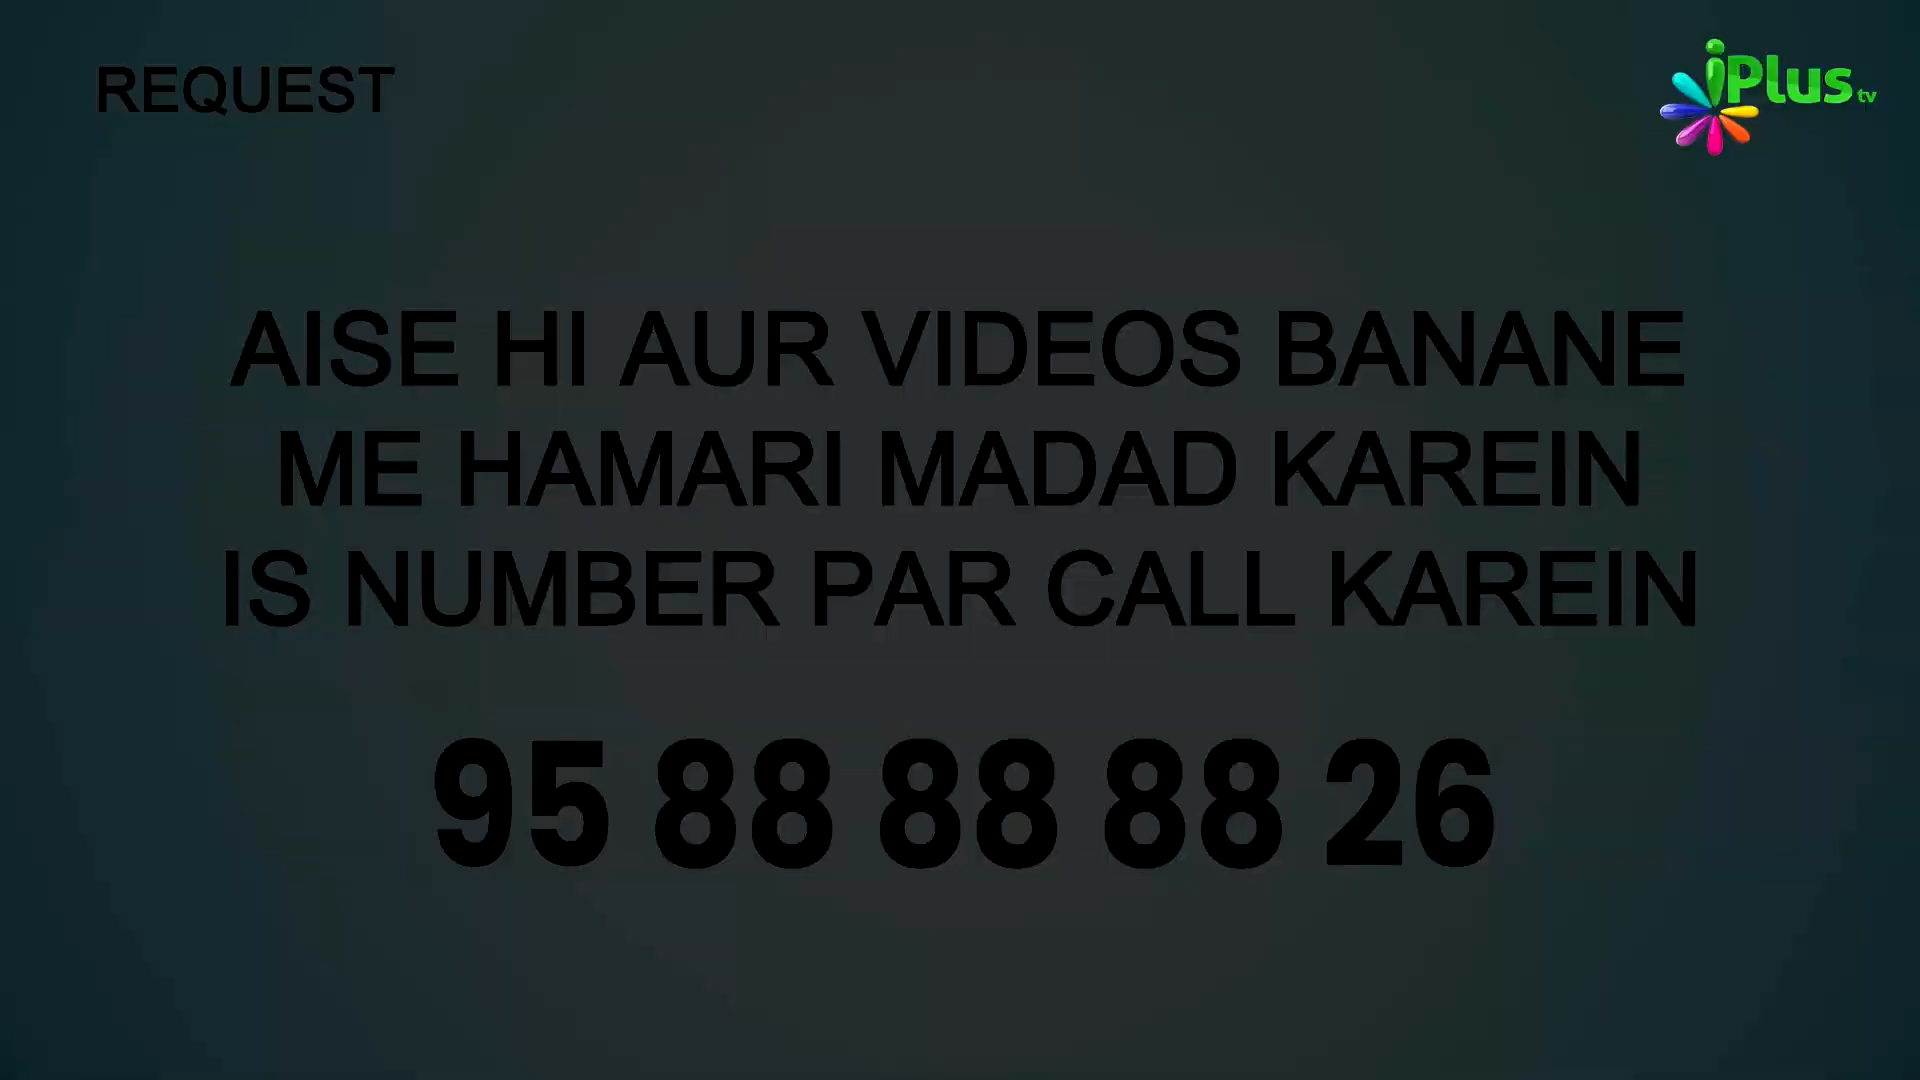 REQUEST
iPlus tv
AISE HI AUR VIDEOS BANANE
ME HAMARI MADAD KAREIN
IS NUMBER PAR CALL KAREIN
95 88 88 88 26